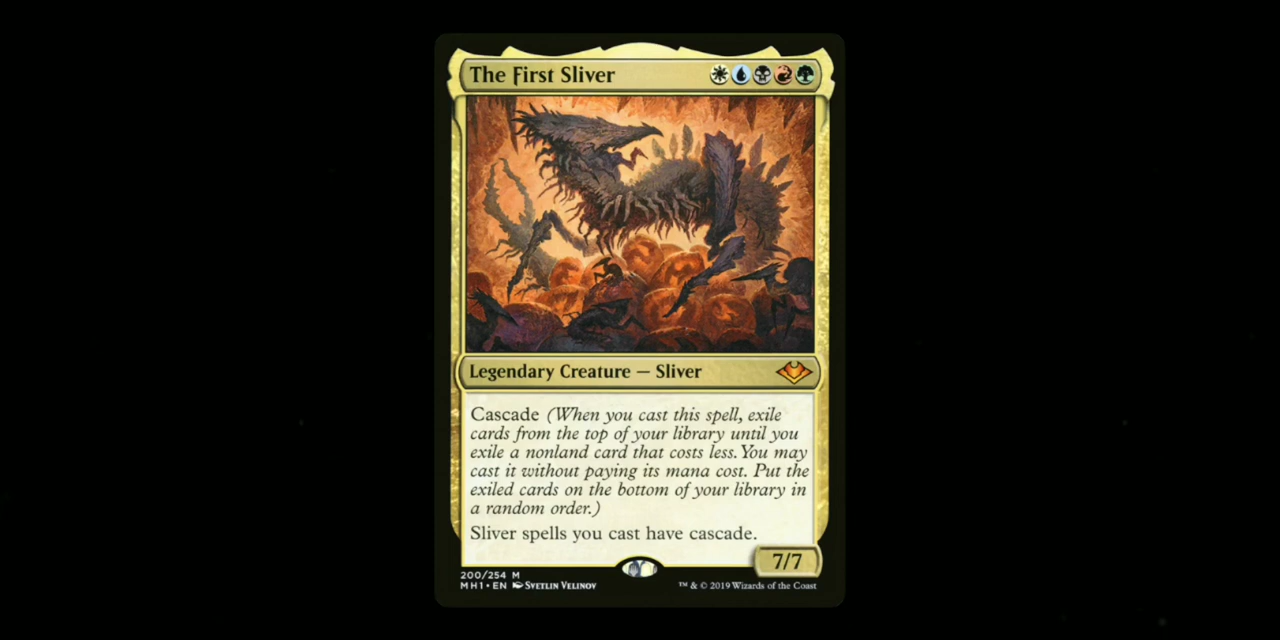 The First Sliver
Legendary Creature — Sliver
Cascade (When you cast this spell, exile
cards from the top of your library until you
exile a nonland card that costs less. You may
cast it without paying its mana cost. Put the
exiled cards on the bottom of your library in
a random order.)
Sliver spells you cast have cascade.
7/7
200/254 M
MH1 • EN Svetlin Velinov
™ & © 2019 Wizards of the Coast